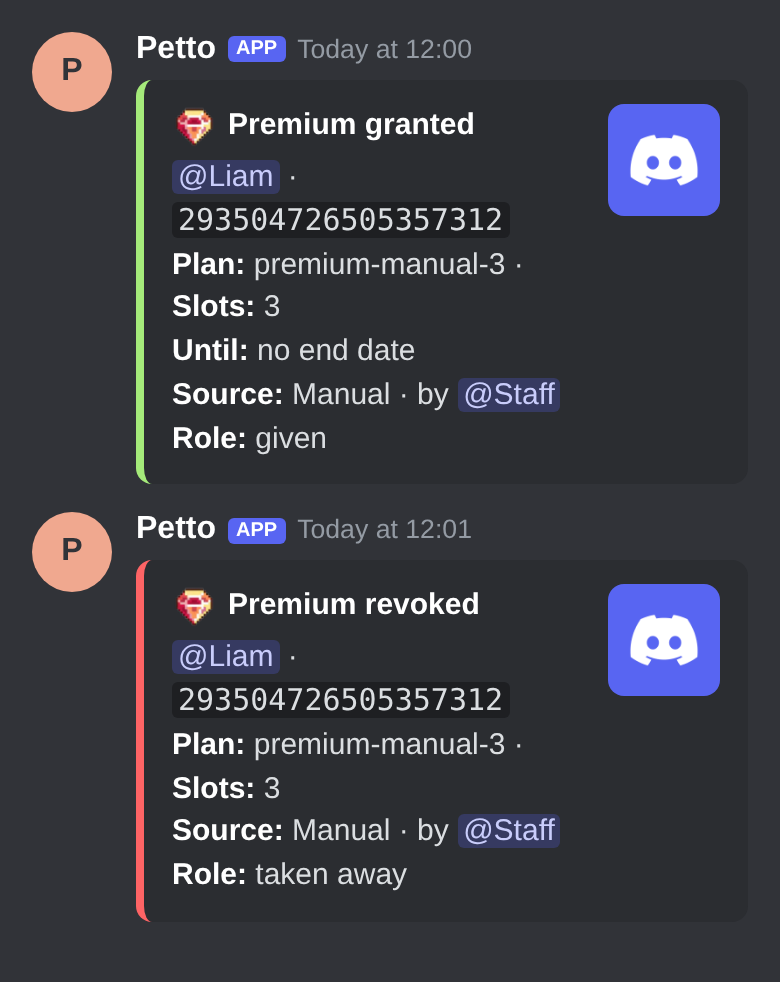 P
Petto APP Today at 12:00
Premium granted
@Liam ·
293504726505357312
Plan: premium-manual-3 ·
Slots: 3
Until: no end date
Source: Manual · by @Staff
Role: given
P
Petto APP Today at 12:01
Premium revoked
@Liam ·
293504726505357312
Plan: premium-manual-3 ·
Slots: 3
Source: Manual · by @Staff
Role: taken away